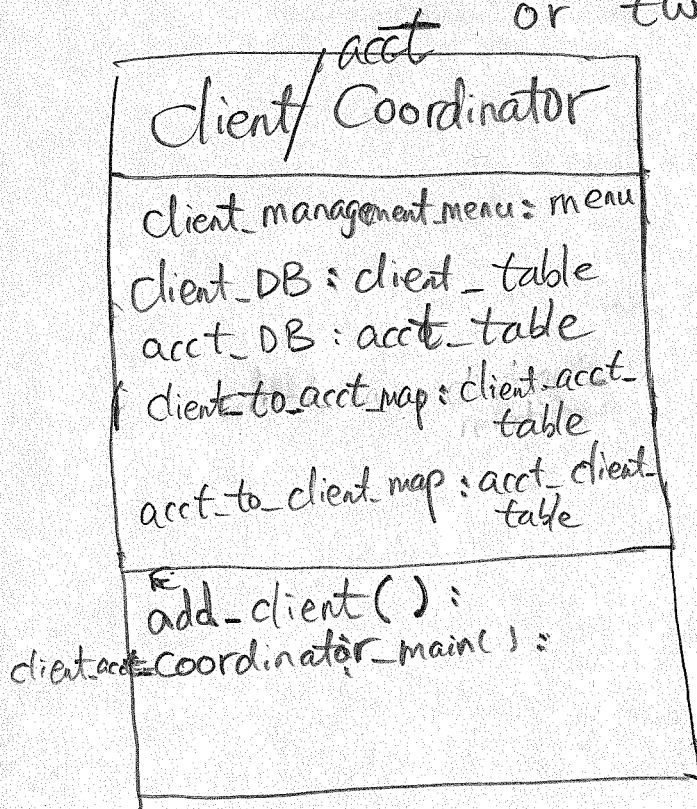 or tw
acct
Client/Coordinator
client_management_menu: menu
client_DB: client_table
acct_DB: acct_table
client_to_acct_map: client_acct_
table
acct_to_client_map: acct_client_
table
add_client():
client_acct_coordinator_main():